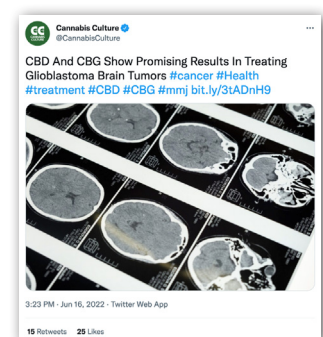 Cannabis Culture
@CannabisCulture
CBD And CBG Show Promising Results In Treating
Glioblastoma Brain Tumors #cancer #Health
#treatment #CBD #CBG #mmj bit.ly/3tADnH9
3:23 PM · Jun 16, 2022 · Twitter Web App
15 Retweets 25 Likes